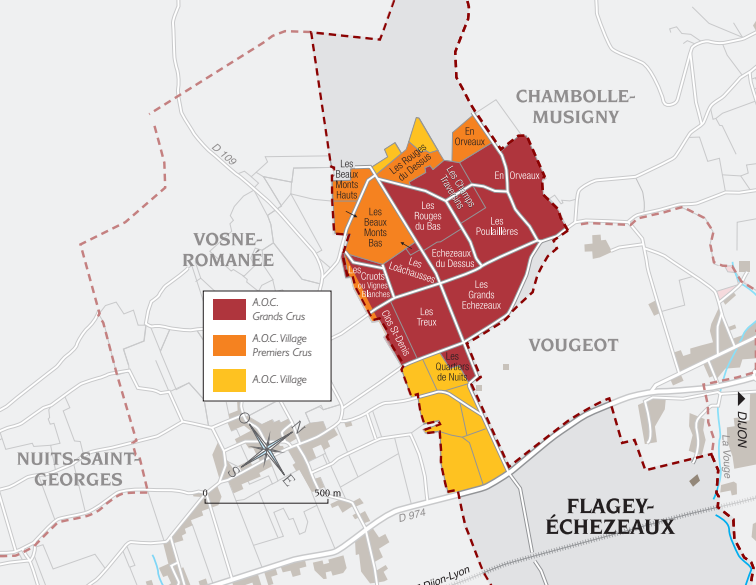 CHAMBOLLE-
MUSIGNY
D 109
En
Orveaux
Les Rouges
du Dessus
Les
Beaux
Monts
Hauts
Les Champs
Traversins
En Orveaux
Les
Rouges
du Bas
Les
Beaux
Monts
Bas
Les
Poulaillères
VOSNE-
ROMANÉE
Echezeaux
du Dessus
Les
Loächausses
Les
Cruots
ou Vignes
Blanches
Les
Grands
Echezeaux
Les
Treux
Clos St-Denis
A.O.C.
Grands Crus
A.O.C. Village
Premiers Crus
A.O.C. Village
VOUGEOT
Les
Quartiers
de Nuits
O
N
S
E
NUITS-SAINT-
GEORGES
0
500 m
D 974
DIJON
La Vouge
FLAGEY-
ÉCHEZEAUX
Dijon-Lyon